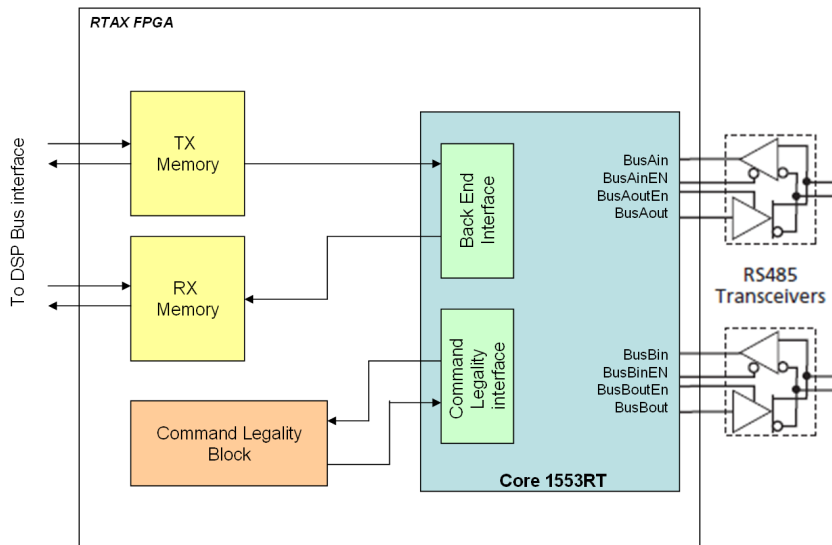 RTAX FPGA
To DSP Bus interface
TX
Memory
RX
Memory
Command Legality
Block
Back End
Interface
Command
Legality
interface
BusAin
BusAinEN
BusAoutEn
BusAout
BusBin
BusBinEN
BusBoutEn
BusBout
Core 1553RT
RS485
Transceivers